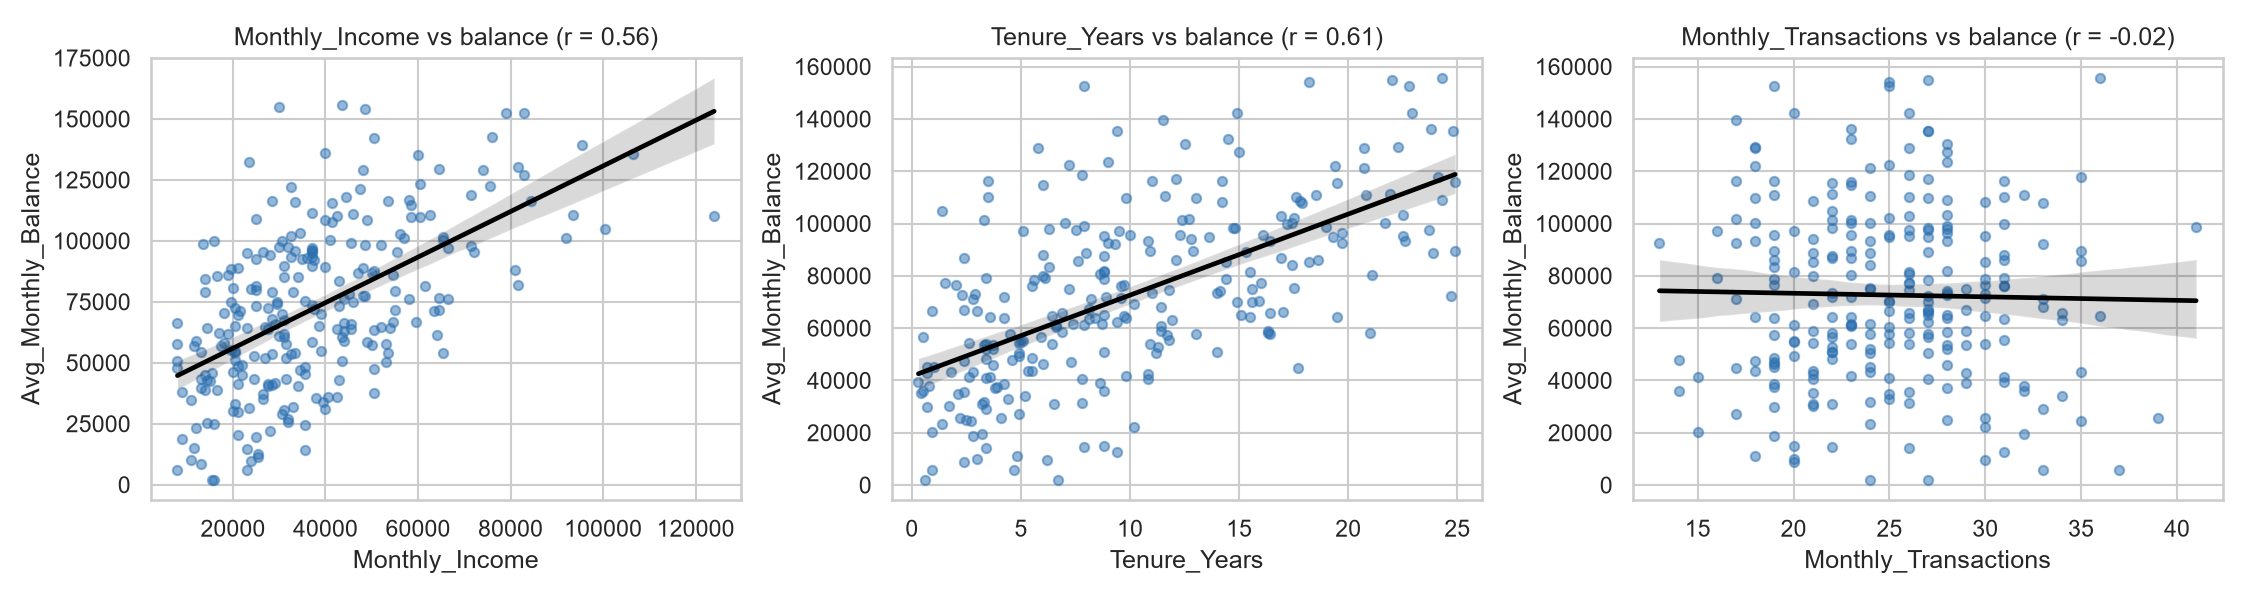 Monthly_Income vs balance (r = 0.56)
175000
150000
125000
100000
75000
50000
25000
0
Avg_Monthly_Balance
20000 40000 60000 80000 100000 120000
Monthly_Income
Tenure_Years vs balance (r = 0.61)
160000
140000
120000
100000
80000
60000
40000
20000
0
Avg_Monthly_Balance
0 5 10 15 20 25
Tenure_Years
Monthly_Transactions vs balance (r = -0.02)
160000
140000
120000
100000
80000
60000
40000
20000
0
Avg_Monthly_Balance
15 20 25 30 35 40
Monthly_Transactions